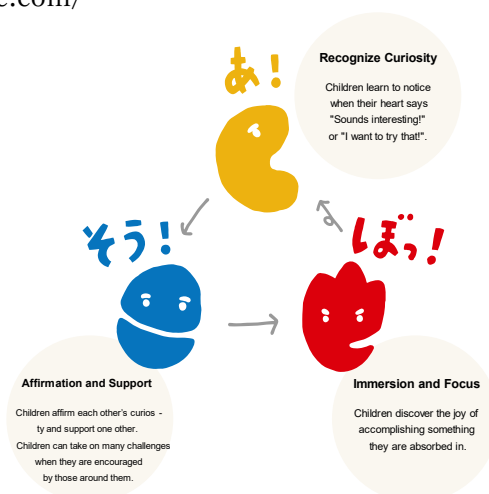 e.com/
あ！
Recognize Curiosity
Children learn to notice
when their heart says
"Sounds interesting!"
or "I want to try that!".
そう！
ぼっ！
Affirmation and Support
Children affirm each other's curios -
ty and support one other.
Children can take on many challenges
when they are encouraged
by those around them.
Immersion and Focus
Children discover the joy of
accomplishing something
they are absorbed in.